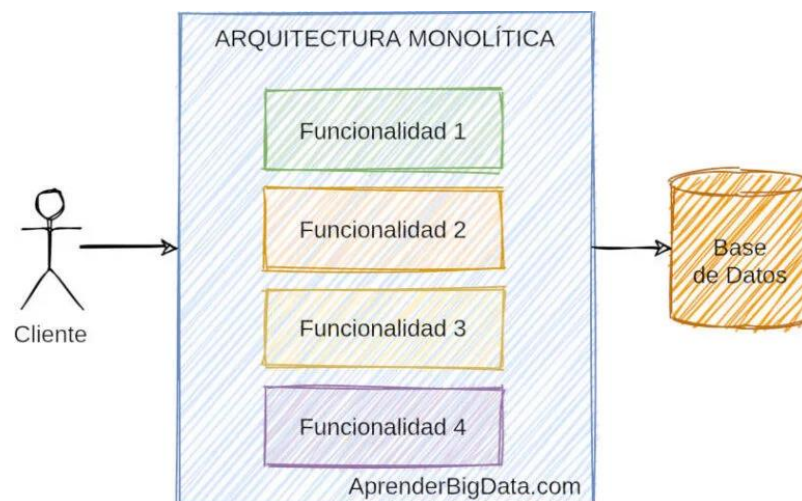 ARQUITECTURA MONOLÍTICA
Funcionalidad 1
Funcionalidad 2
Funcionalidad 3
Funcionalidad 4
Cliente
Base
de Datos
AprenderBigData.com